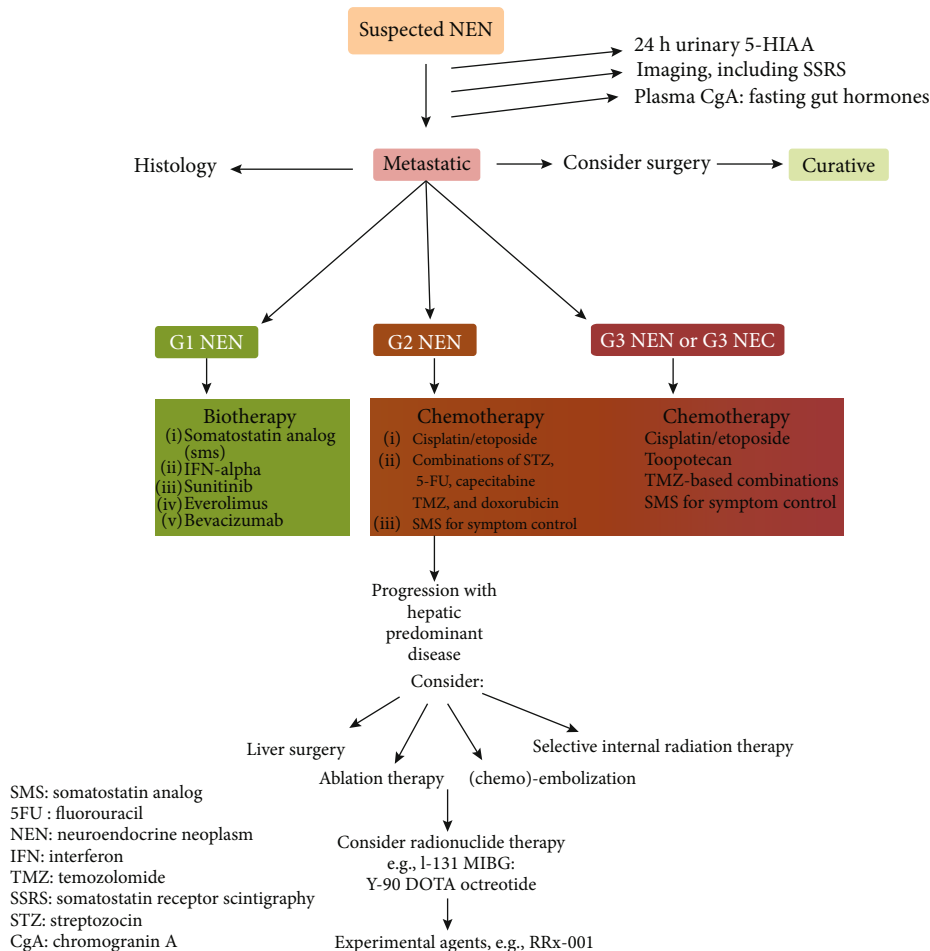 Suspected NEN
24 h urinary 5-HIAA
Imaging, including SSRS
Plasma CgA: fasting gut hormones
Histology
Metastatic
Consider surgery
Curative
G1 NEN
G2 NEN
G3 NEN or G3 NEC
Biotherapy
(i) Somatostatin analog
(sms)
(ii) IFN-alpha
(iii) Sunitinib
(iv) Everolimus
(v) Bevacizumab
Chemotherapy
(i) Cisplatin/etoposide
(ii) Combinations of STZ,
5-FU, capecitabine
TMZ, and doxorubicin
(iii) SMS for symptom control
Chemotherapy
Cisplatin/etoposide
Toopotecan
TMZ-based combinations
SMS for symptom control
Progression with
hepatic
predominant
disease
Consider:
Liver surgery
Ablation therapy
(chemo)-embolization
Selective internal radiation therapy
Consider radionuclide therapy
e.g., l-131 MIBG:
Y-90 DOTA octreotide
Experimental agents, e.g., RRx-001
SMS: somatostatin analog
5FU : fluorouracil
NEN: neuroendocrine neoplasm
IFN: interferon
TMZ: temozolomide
SSRS: somatostatin receptor scintigraphy
STZ: streptozocin
CgA: chromogranin A